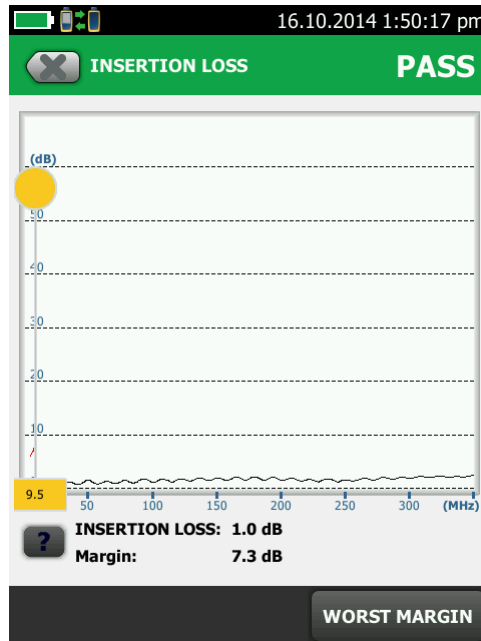 16.10.2014 1:50:17 pm
INSERTION LOSS
PASS
(dB)
50
40
30
20
10
9.5
50 100 150 200 250 300 (MHz)
? INSERTION LOSS: 1.0 dB
Margin: 7.3 dB
WORST MARGIN